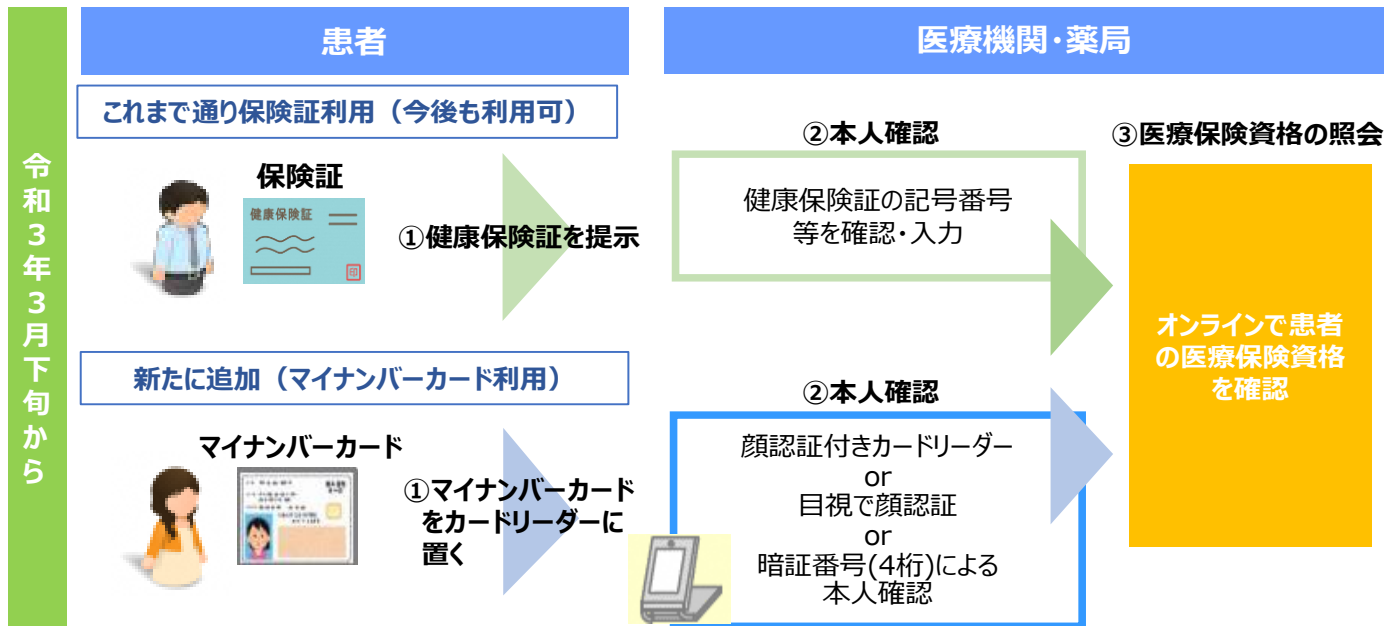 令和3年3月下旬から
患者
医療機関・薬局
これまで通り保険証利用（今後も利用可）
保険証
健康保険証
印
①健康保険証を提示
②本人確認
健康保険証の記号番号
等を確認・入力
③医療保険資格の照会
オンラインで患者
の医療保険資格
を確認
新たに追加（マイナンバーカード利用）
マイナンバーカード
①マイナンバーカード
をカードリーダーに
置く
②本人確認
顔認証付きカードリーダー
or
目視で顔認証
or
暗証番号(4桁)による
本人確認